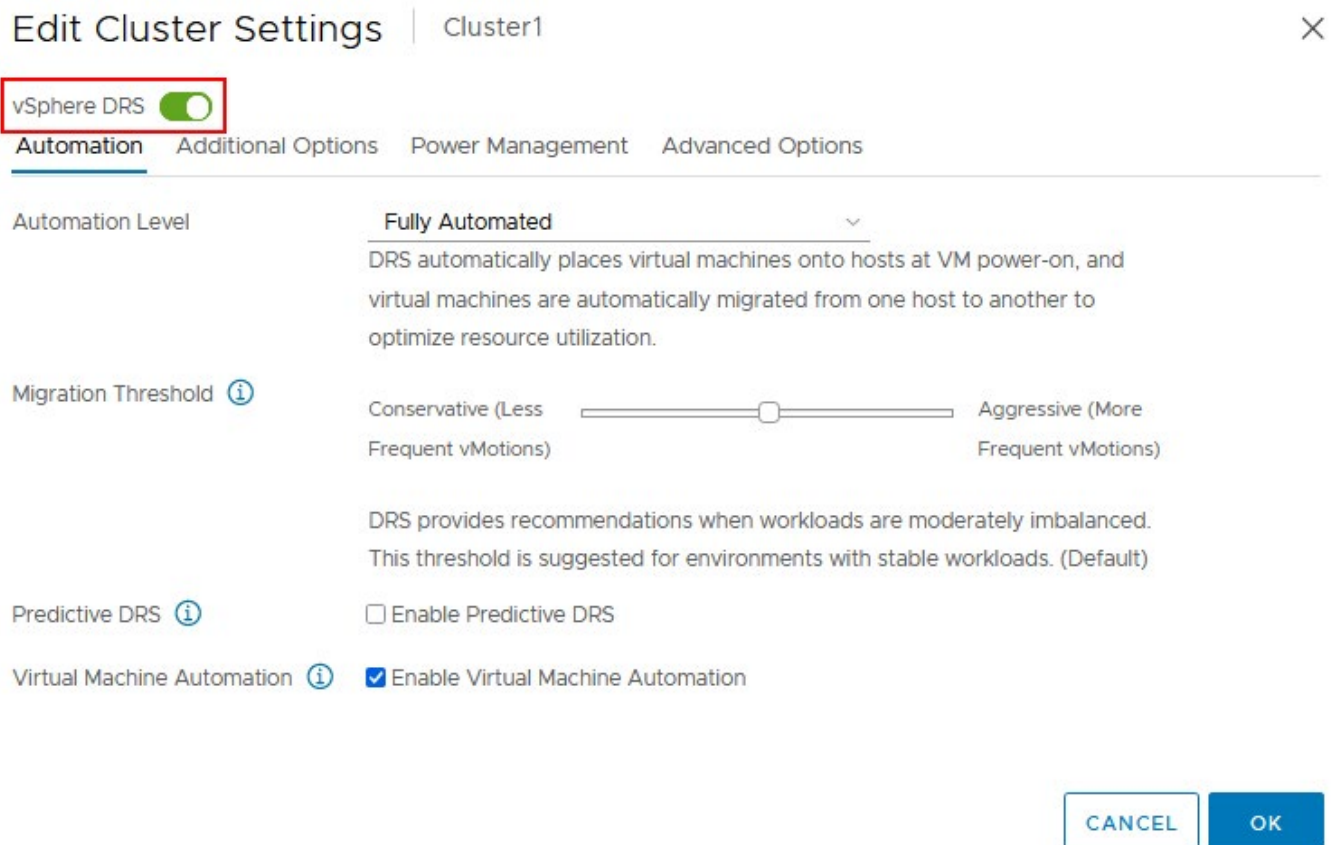 Edit Cluster Settings Cluster1
vSphere DRS
Automation Additional Options Power Management Advanced Options
Automation Level Fully Automated
DRS automatically places virtual machines onto hosts at VM power-on, and
virtual machines are automatically migrated from one host to another to
optimize resource utilization.
Migration Threshold
Conservative (Less
Frequent vMotions)
Aggressive (More
Frequent vMotions)
DRS provides recommendations when workloads are moderately imbalanced.
This threshold is suggested for environments with stable workloads. (Default)
Predictive DRS Enable Predictive DRS
Virtual Machine Automation Enable Virtual Machine Automation
CANCEL OK